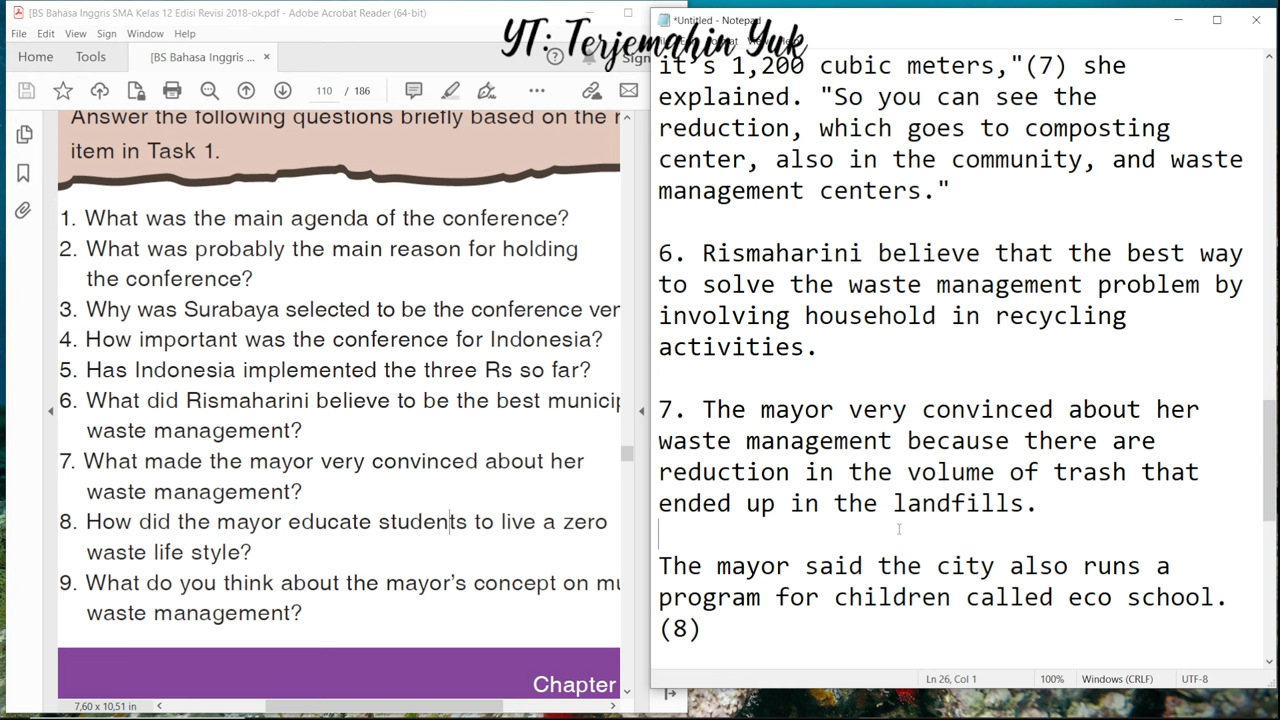 [BS Bahasa Inggris SMA Kelas 12 Edisi Revisi 2018-ok.pdf - Adobe Acrobat Reader (64-bit)
File Edit View Sign Window Help
Home Tools [BS Bahasa Inggris ... × Sign
110 / 186
Answer the following questions briefly based on the
item in Task 1.
1. What was the main agenda of the conference?
2. What was probably the main reason for holding
the conference?
3. Why was Surabaya selected to be the conference ver
4. How important was the conference for Indonesia?
5. Has Indonesia implemented the three Rs so far?
6. What did Rismaharini believe to be the best municip
waste management?
7. What made the mayor very convinced about her
waste management?
8. How did the mayor educate students to live a zero
waste life style?
9. What do you think about the mayor's concept on mu
waste management?
Chapter
7,60 x 10,51 in
YT: Terjemahin Yuk
*Untitled - Notepad
it's 1,200 cubic meters,"(7) she
explained. "So you can see the
reduction, which goes to composting
center, also in the community, and waste
management centers."
6. Rismaharini believe that the best way
to solve the waste management problem by
involving household in recycling
activities.
7. The mayor very convinced about her
waste management because there are
reduction in the volume of trash that
ended up in the landfills.
The mayor said the city also runs a
program for children called eco school.
(8)
Ln 26, Col 1 100% Windows (CRLF) UTF-8